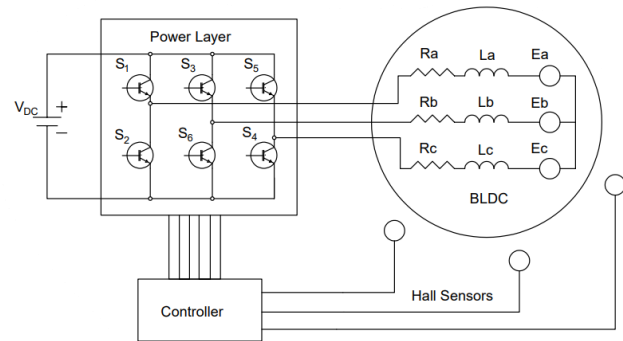 Power Layer
S1
S3
S5
VDC
+
−
S2
S6
S4
Ra
La
Ea
Rb
Lb
Eb
Rc
Lc
Ec
BLDC
Controller
Hall Sensors